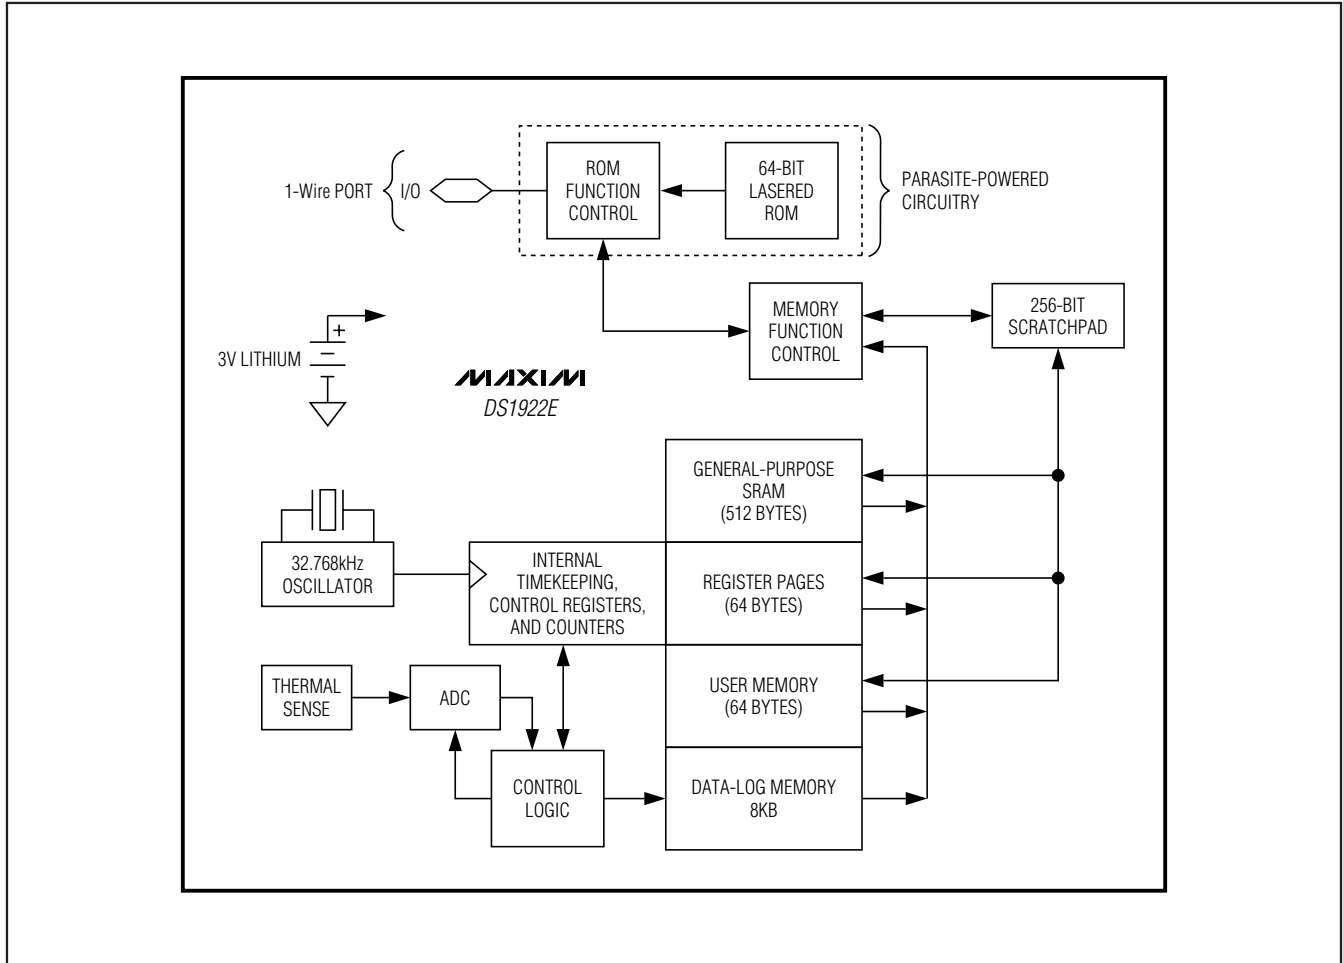 1-Wire PORT
I/O
ROM
FUNCTION
CONTROL
64-BIT
LASERED
ROM
PARASITE-POWERED
CIRCUITRY
MEMORY
FUNCTION
CONTROL
256-BIT
SCRATCHPAD
3V LITHIUM
+
MAXIM
DS1922E
GENERAL-PURPOSE
SRAM
(512 BYTES)
32.768kHz
OSCILLATOR
INTERNAL
TIMEKEEPING,
CONTROL REGISTERS,
AND COUNTERS
REGISTER PAGES
(64 BYTES)
THERMAL
SENSE
ADC
USER MEMORY
(64 BYTES)
CONTROL
LOGIC
DATA-LOG MEMORY
8KB